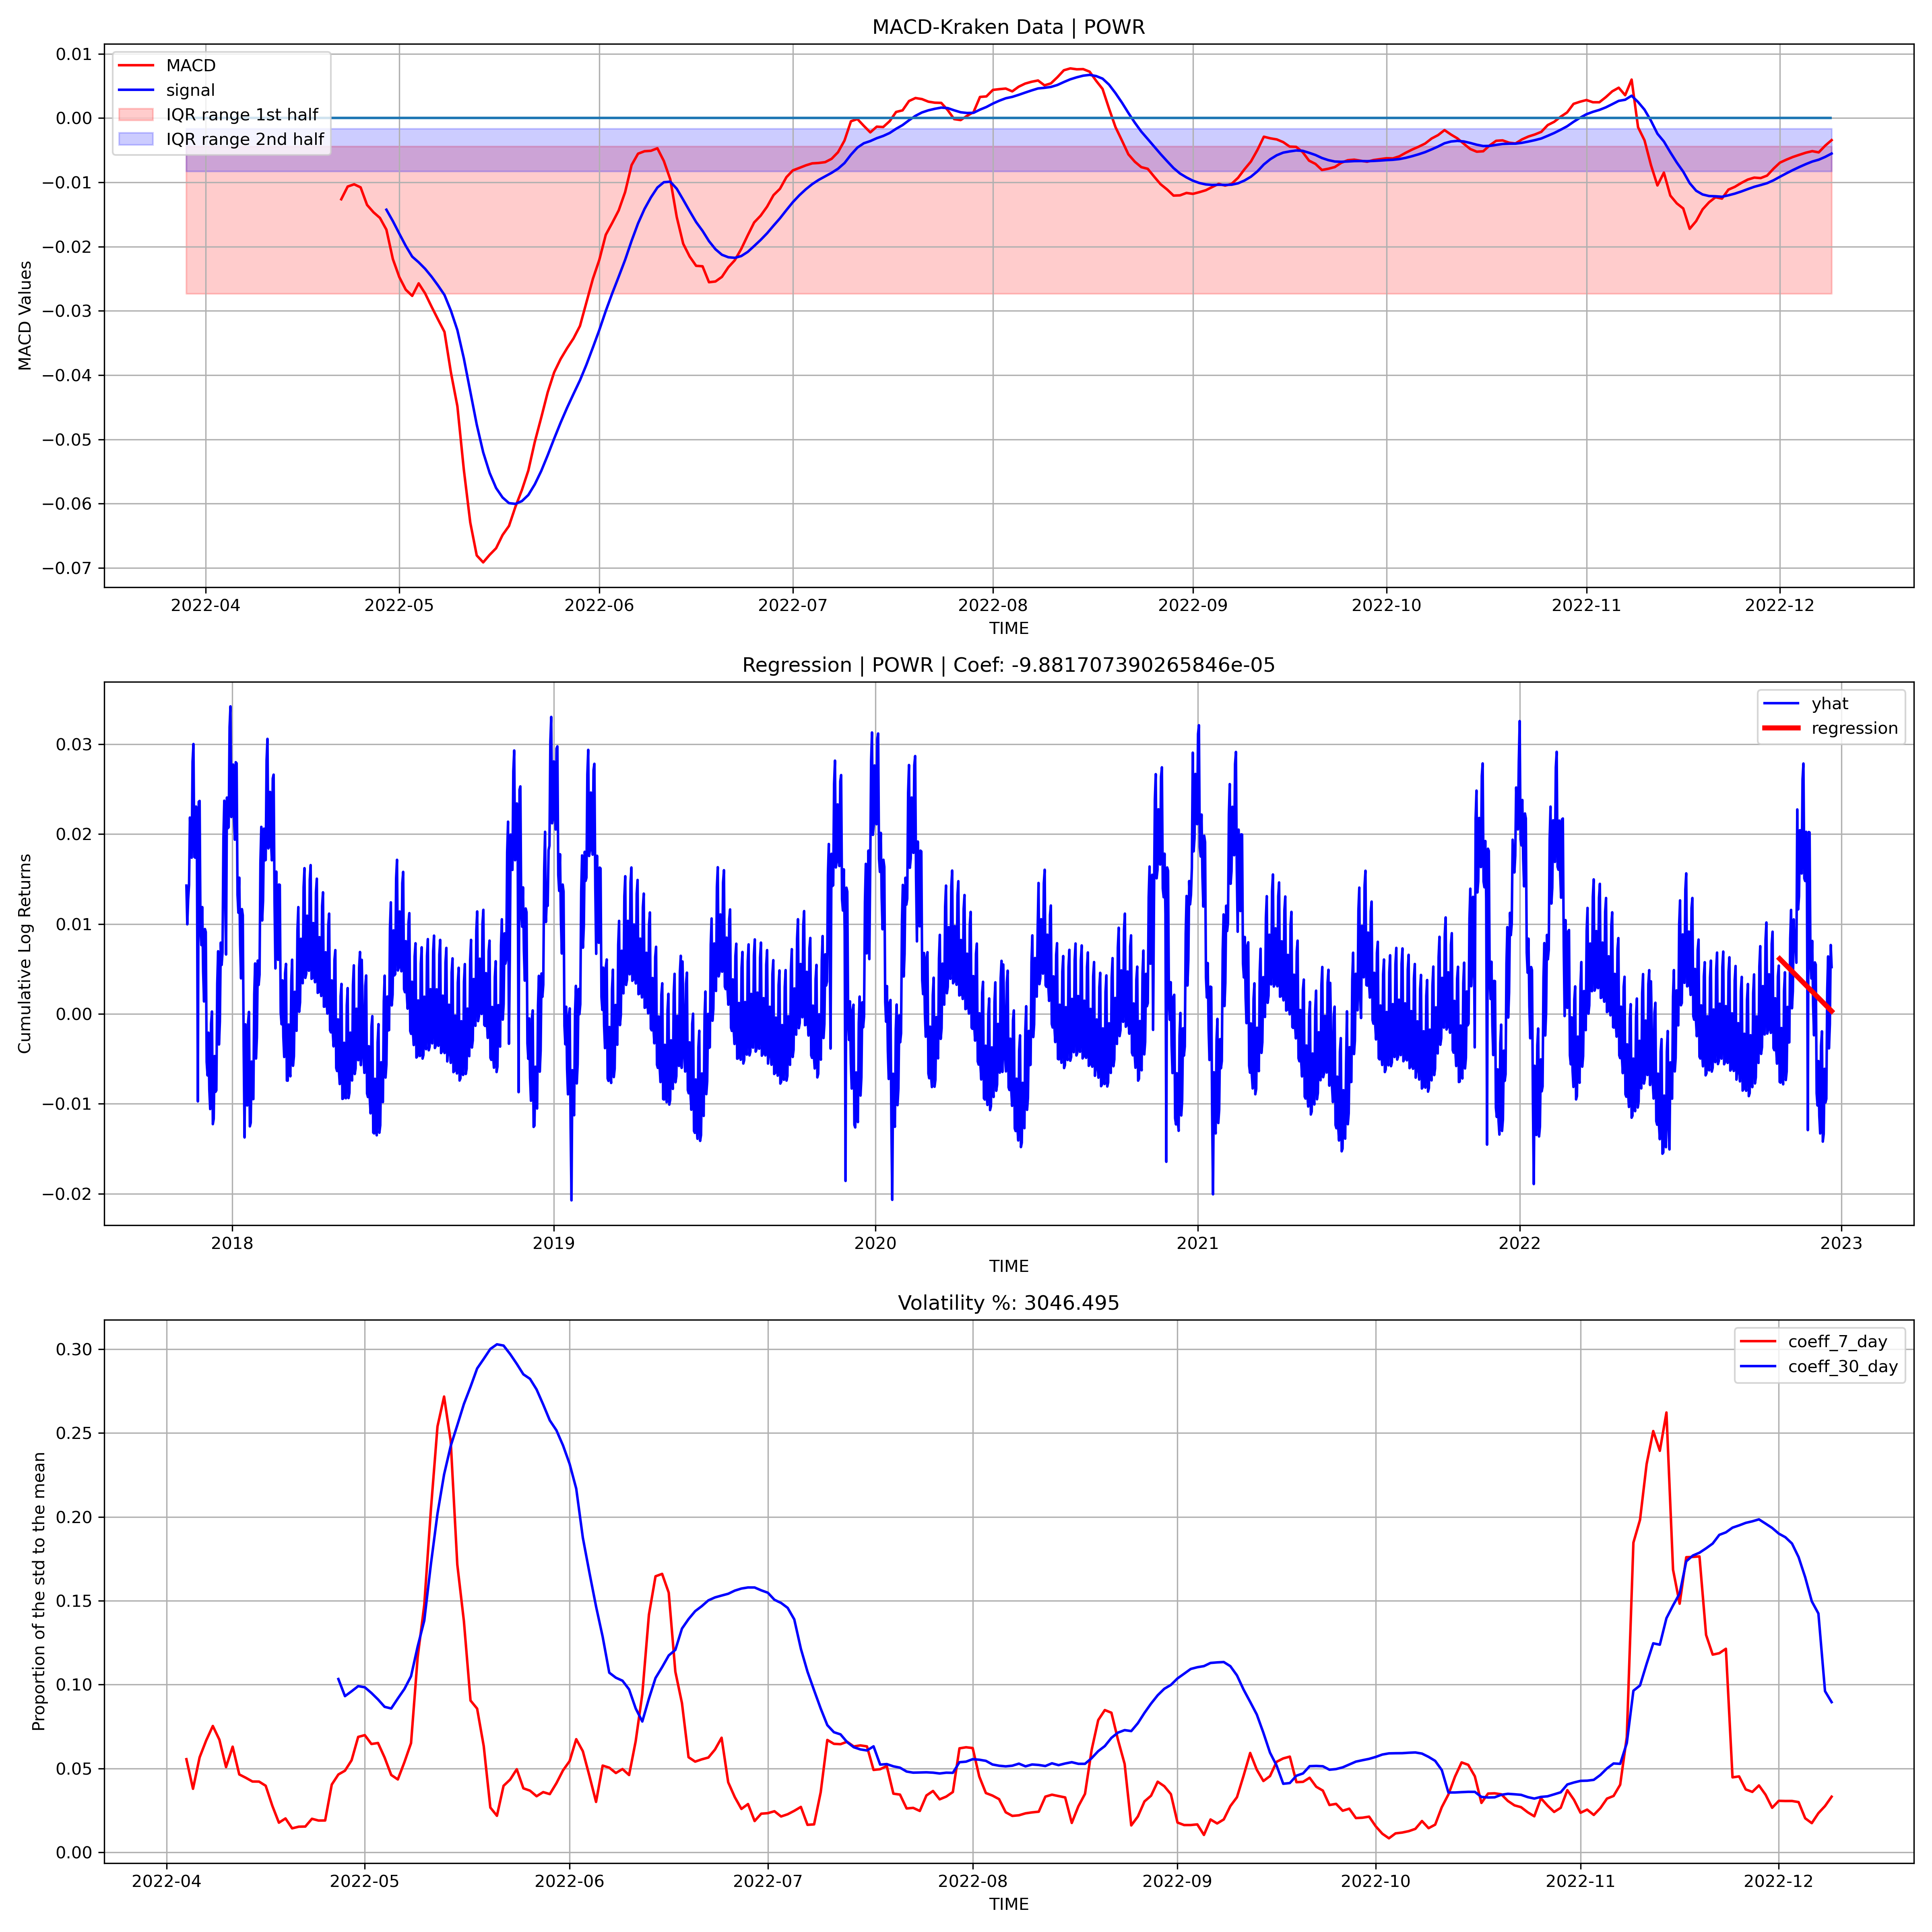 MACD-Kraken Data | POWR
MACD
signal
IQR range 1st half
IQR range 2nd half
MACD Values
0.01
0.00
−0.01
−0.02
−0.03
−0.04
−0.05
−0.06
−0.07
2022-04 2022-05 2022-06 2022-07 2022-08 2022-09 2022-10 2022-11 2022-12
TIME
Regression | POWR | Coef: -9.881707390265846e-05
yhat
regression
Cumulative Log Returns
0.03
0.02
0.01
0.00
−0.01
−0.02
2018 2019 2020 2021 2022 2023
TIME
Volatility %: 3046.495
coeff_7_day
coeff_30_day
Proportion of the std to the mean
0.30
0.25
0.20
0.15
0.10
0.05
0.00
2022-04 2022-05 2022-06 2022-07 2022-08 2022-09 2022-10 2022-11 2022-12
TIME